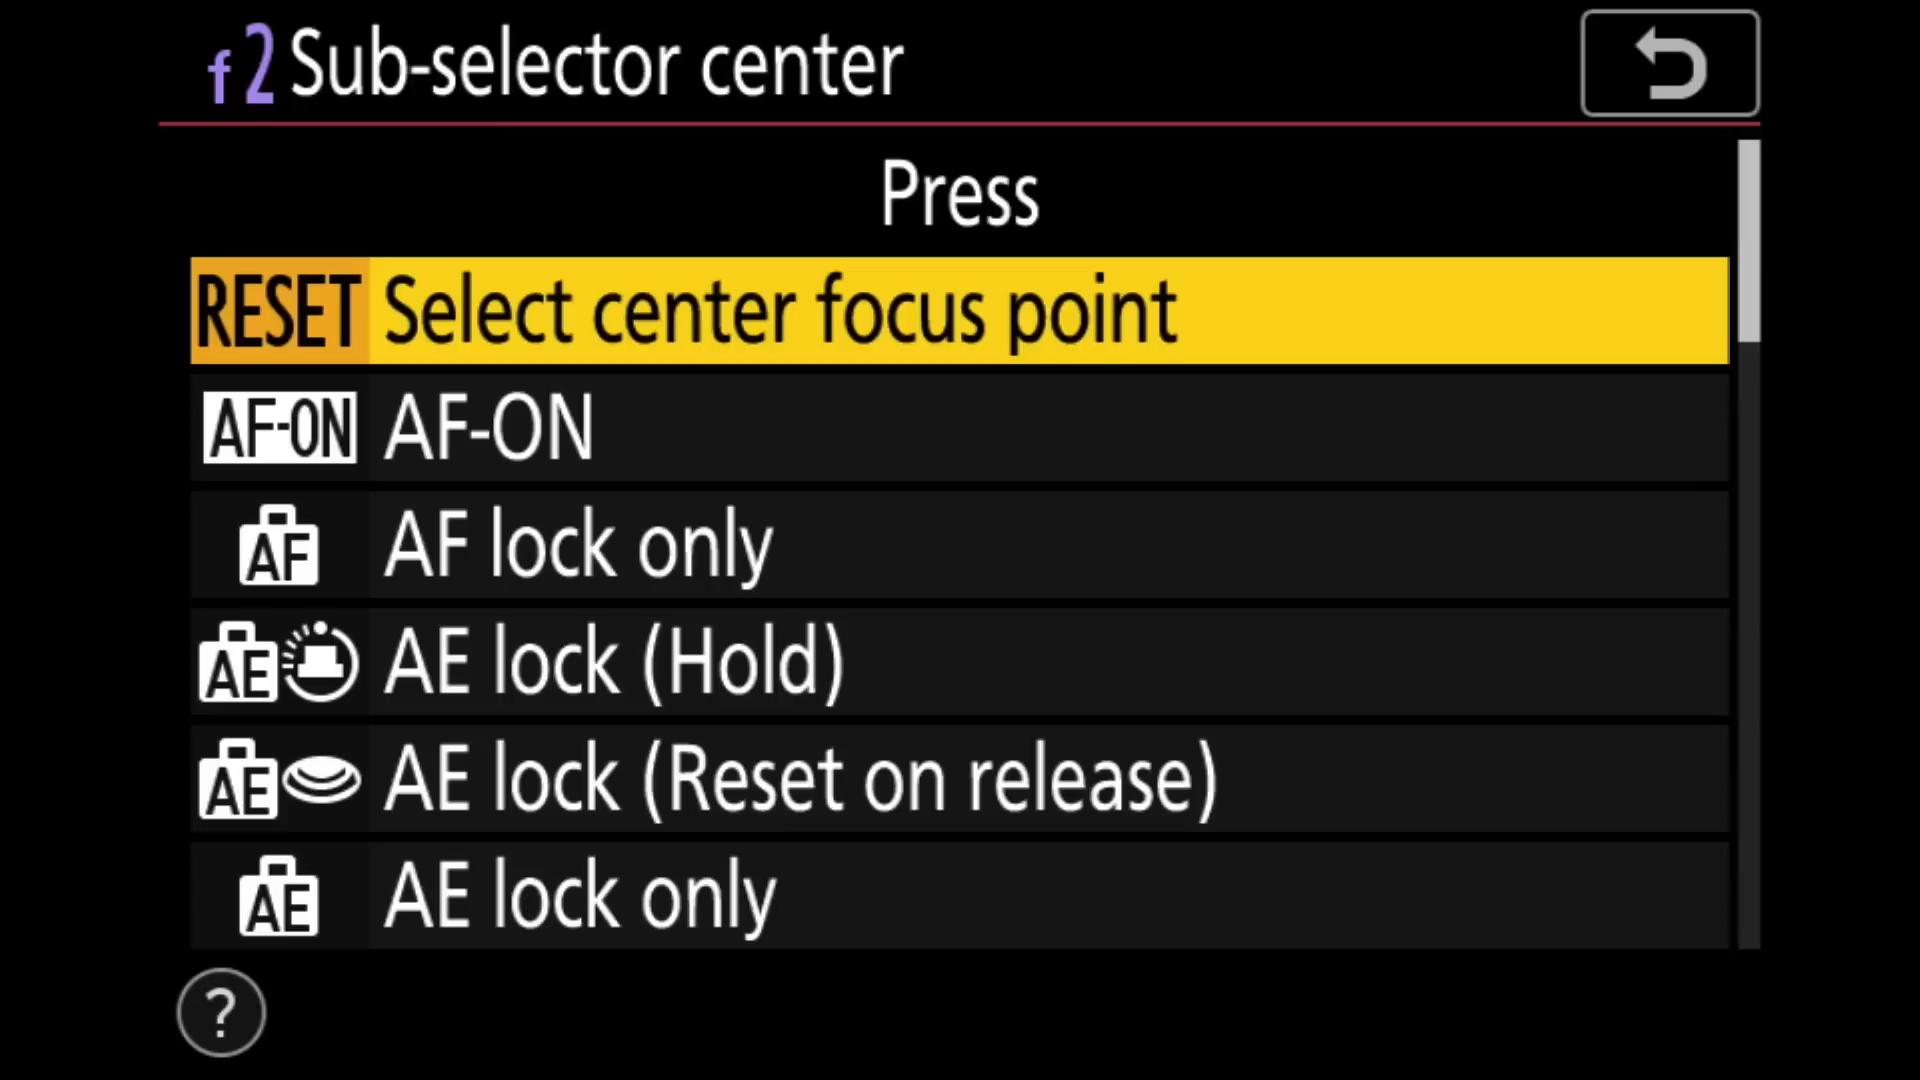 f2 Sub-selector center
Press
RESET Select center focus point
AF-ON AF-ON
AF AF lock only
AE AE lock (Hold)
AE AE lock (Reset on release)
AE AE lock only
?